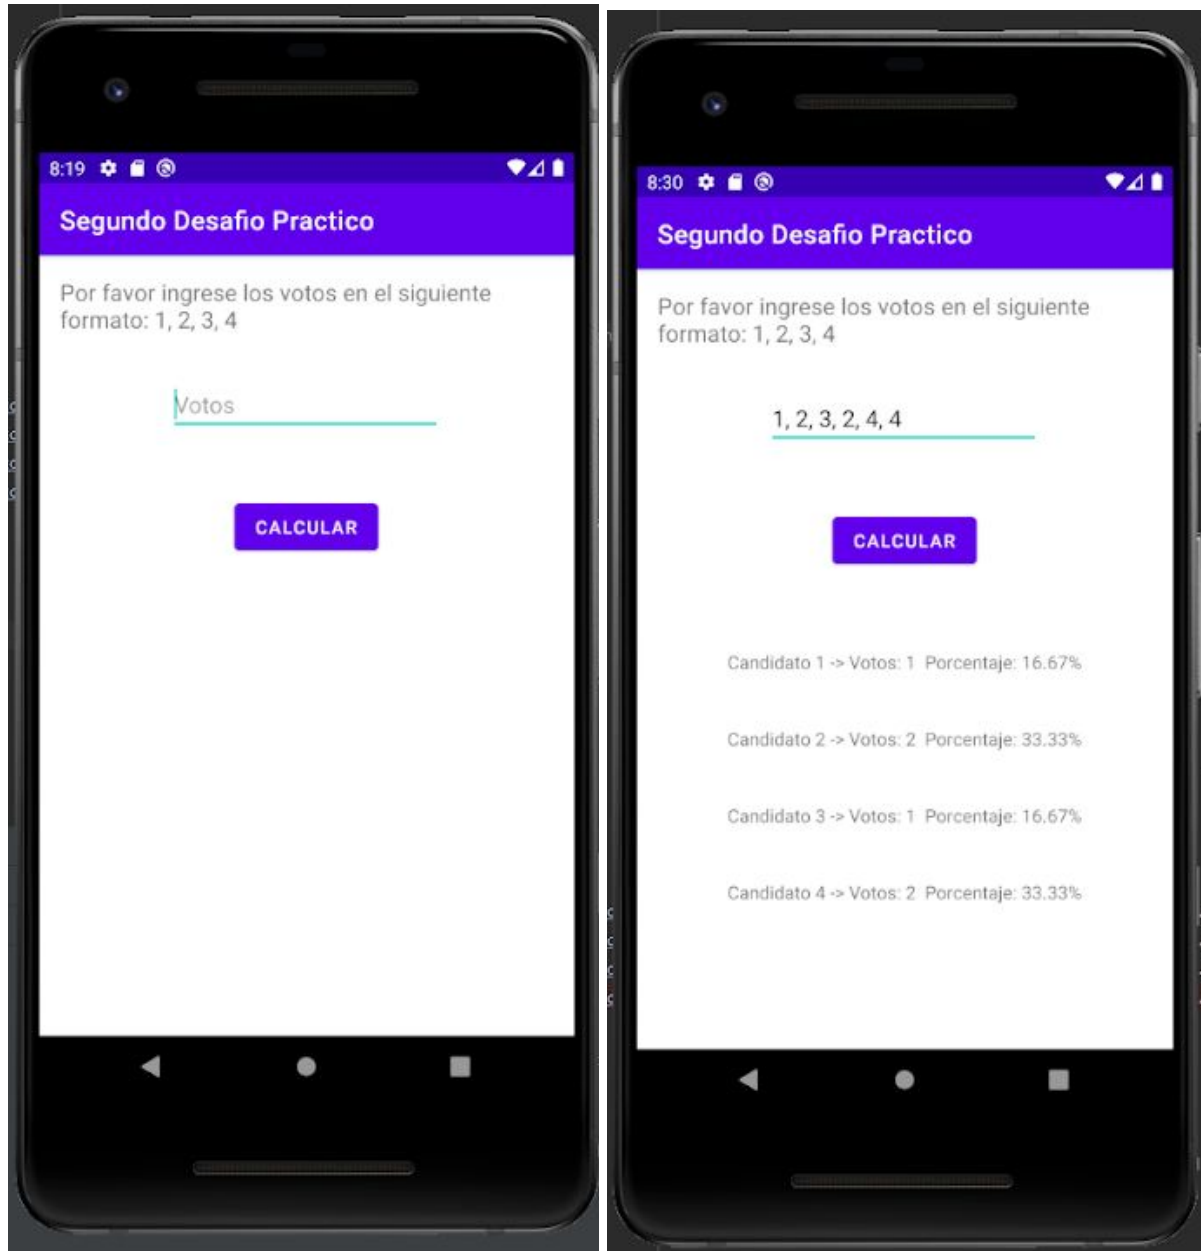 8:19
Segundo Desafio Practico
Por favor ingrese los votos en el siguiente
formato: 1, 2, 3, 4
Votos
CALCULAR
8:30
Segundo Desafio Practico
Por favor ingrese los votos en el siguiente
formato: 1, 2, 3, 4
1, 2, 3, 2, 4, 4
CALCULAR
Candidato 1 -> Votos: 1  Porcentaje: 16.67%
Candidato 2 -> Votos: 2  Porcentaje: 33.33%
Candidato 3 -> Votos: 1  Porcentaje: 16.67%
Candidato 4 -> Votos: 2  Porcentaje: 33.33%